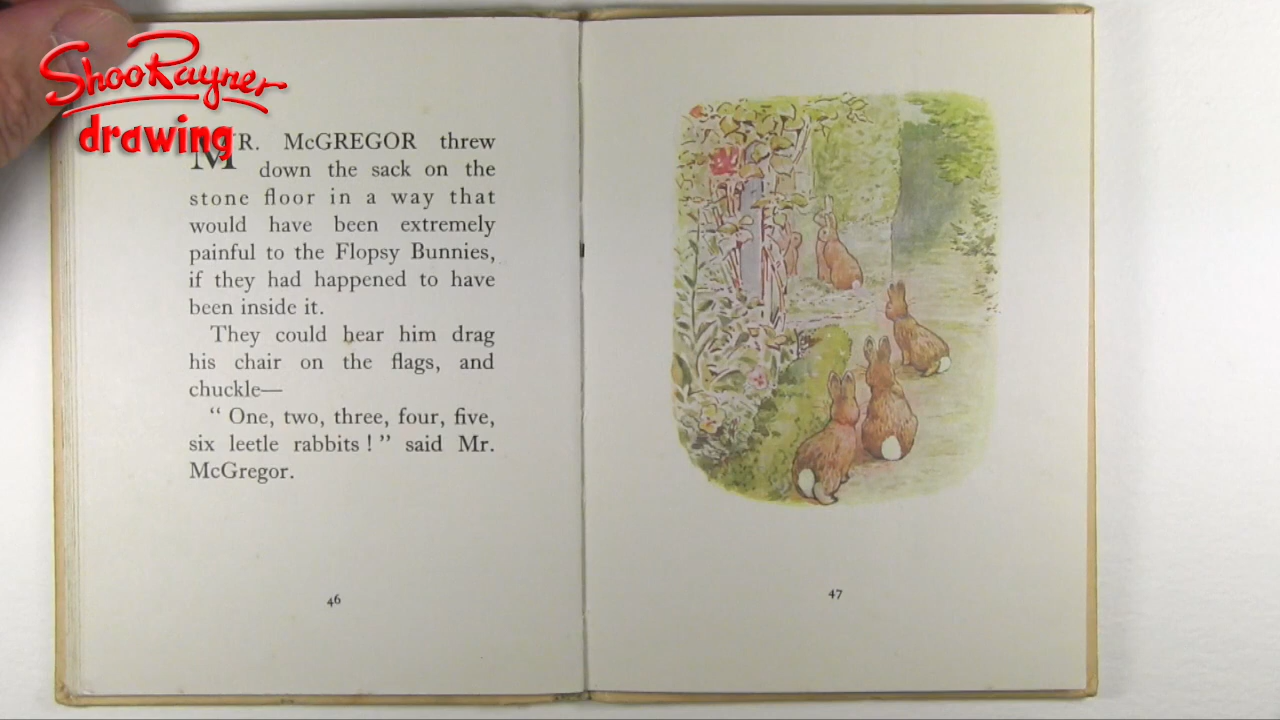 ShooRayner
drawing
MR. McGREGOR threw
down the sack on the
stone floor in a way that
would have been extremely
painful to the Flopsy Bunnies,
if they had happened to have
been inside it.
They could hear him drag
his chair on the flags, and
chuckle—
“ One, two, three, four, five,
six leetle rabbits ! ” said Mr.
McGregor.
46
47